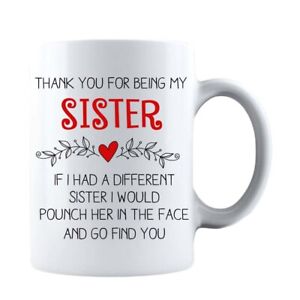 THANK YOU FOR BEING MY
SISTER
IF I HAD A DIFFERENT
SISTER I WOULD
POUNCH HER IN THE FACE
AND GO FIND YOU